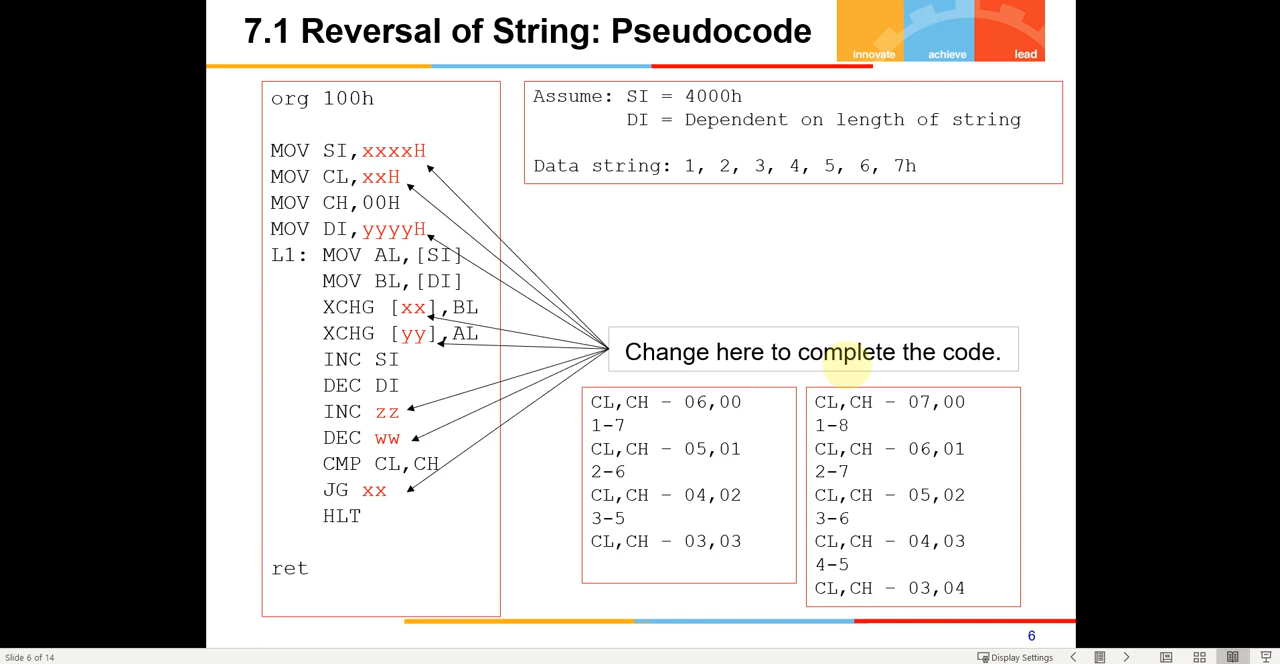 7.1 Reversal of String: Pseudocode
innovate achieve lead
org 100h
MOV SI,xxxxH
MOV CL,xxH
MOV CH,00H
MOV DI,yyyyH
L1: MOV AL,[SI]
MOV BL,[DI]
XCHG [xx],BL
XCHG [yy],AL
INC SI
DEC DI
INC zz
DEC ww
CMP CL,CH
JG xx
HLT
ret
Assume: SI = 4000h
DI = Dependent on length of string
Data string: 1, 2, 3, 4, 5, 6, 7h
Change here to complete the code.
CL,CH – 06,00
1-7
CL,CH – 05,01
2-6
CL,CH – 04,02
3-5
CL,CH – 03,03
CL,CH – 07,00
1-8
CL,CH – 06,01
2-7
CL,CH – 05,02
3-6
CL,CH – 04,03
4-5
CL,CH – 03,04
6
Slide 6 of 14
Display Settings